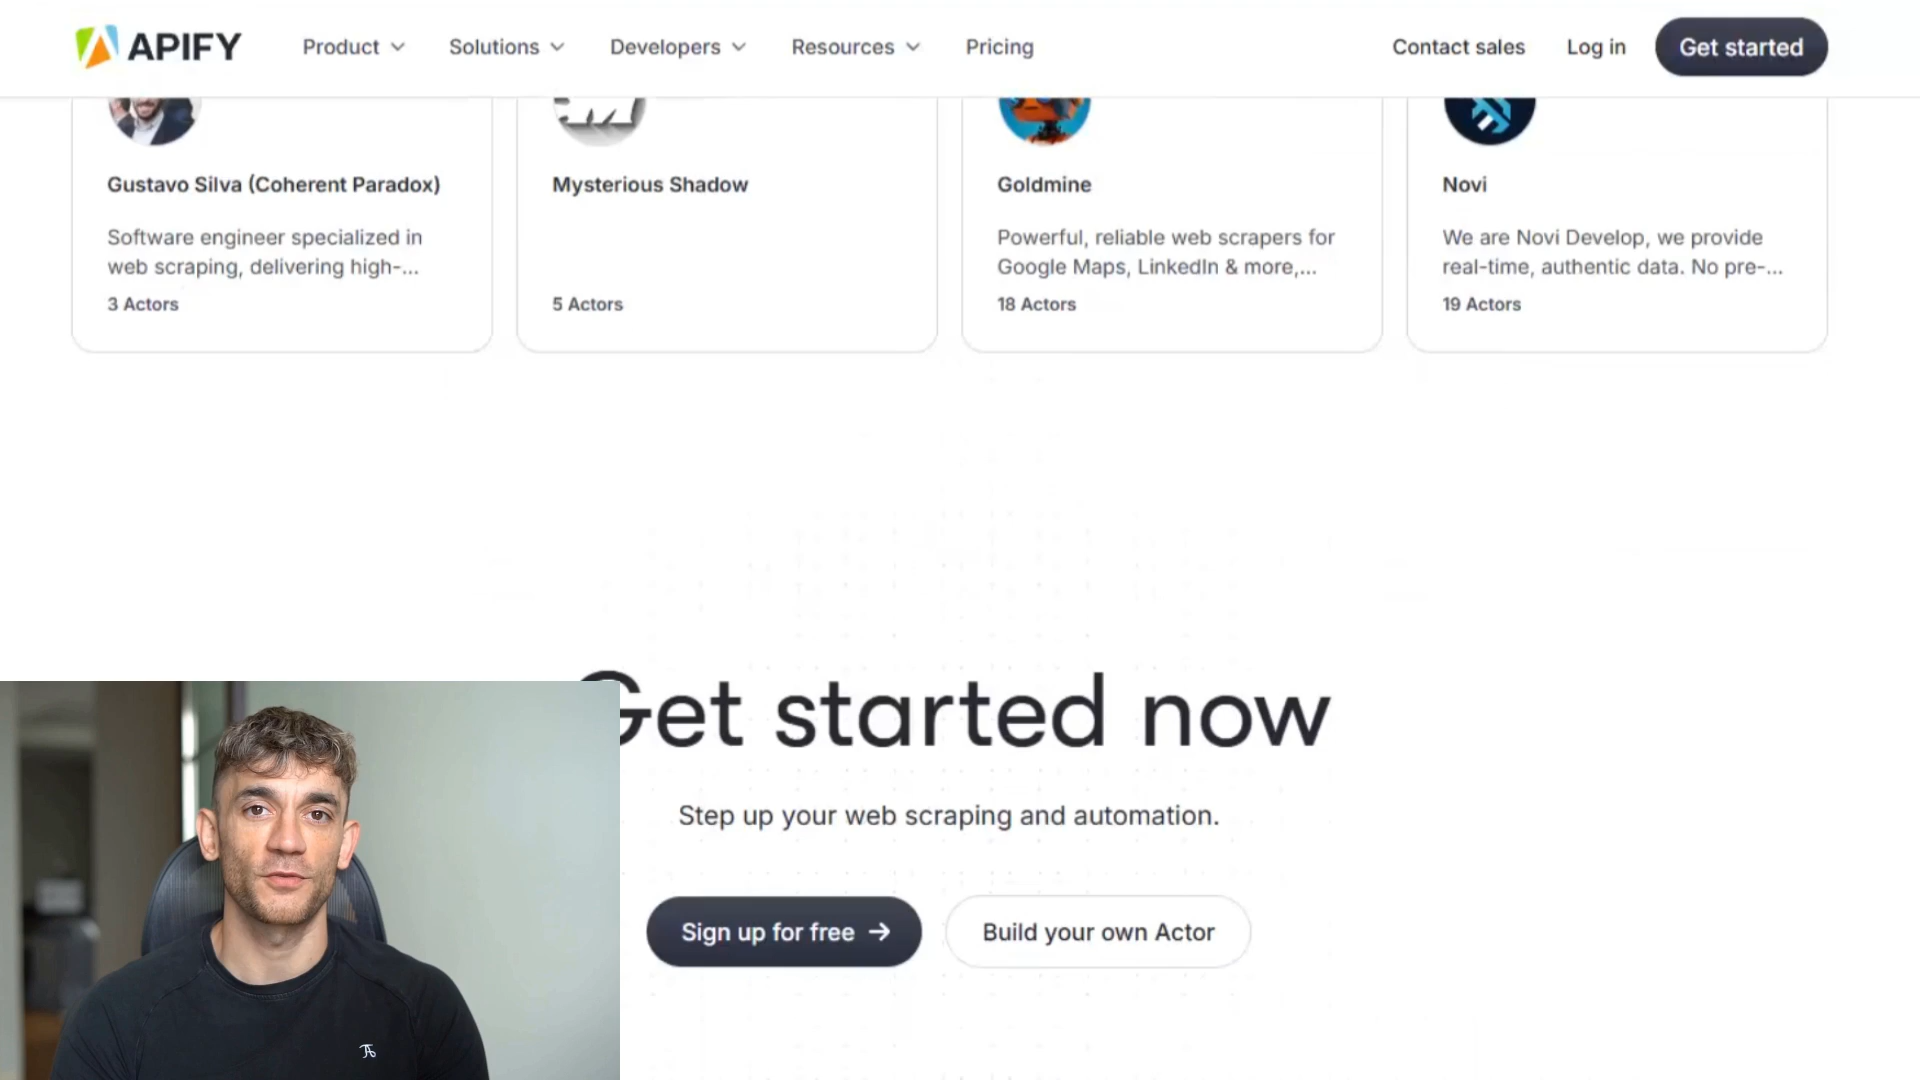 APIFY
Product
Solutions
Developers
Resources
Pricing
Contact sales
Log in
Get started
Gustavo Silva (Coherent Paradox)
Software engineer specialized in
web scraping, delivering high-...
3 Actors
Mysterious Shadow
5 Actors
Goldmine
Powerful, reliable web scrapers for
Google Maps, LinkedIn & more,...
18 Actors
Novi
We are Novi Develop, we provide
real-time, authentic data. No pre-...
19 Actors
Get started now
Step up your web scraping and automation.
Sign up for free →
Build your own Actor